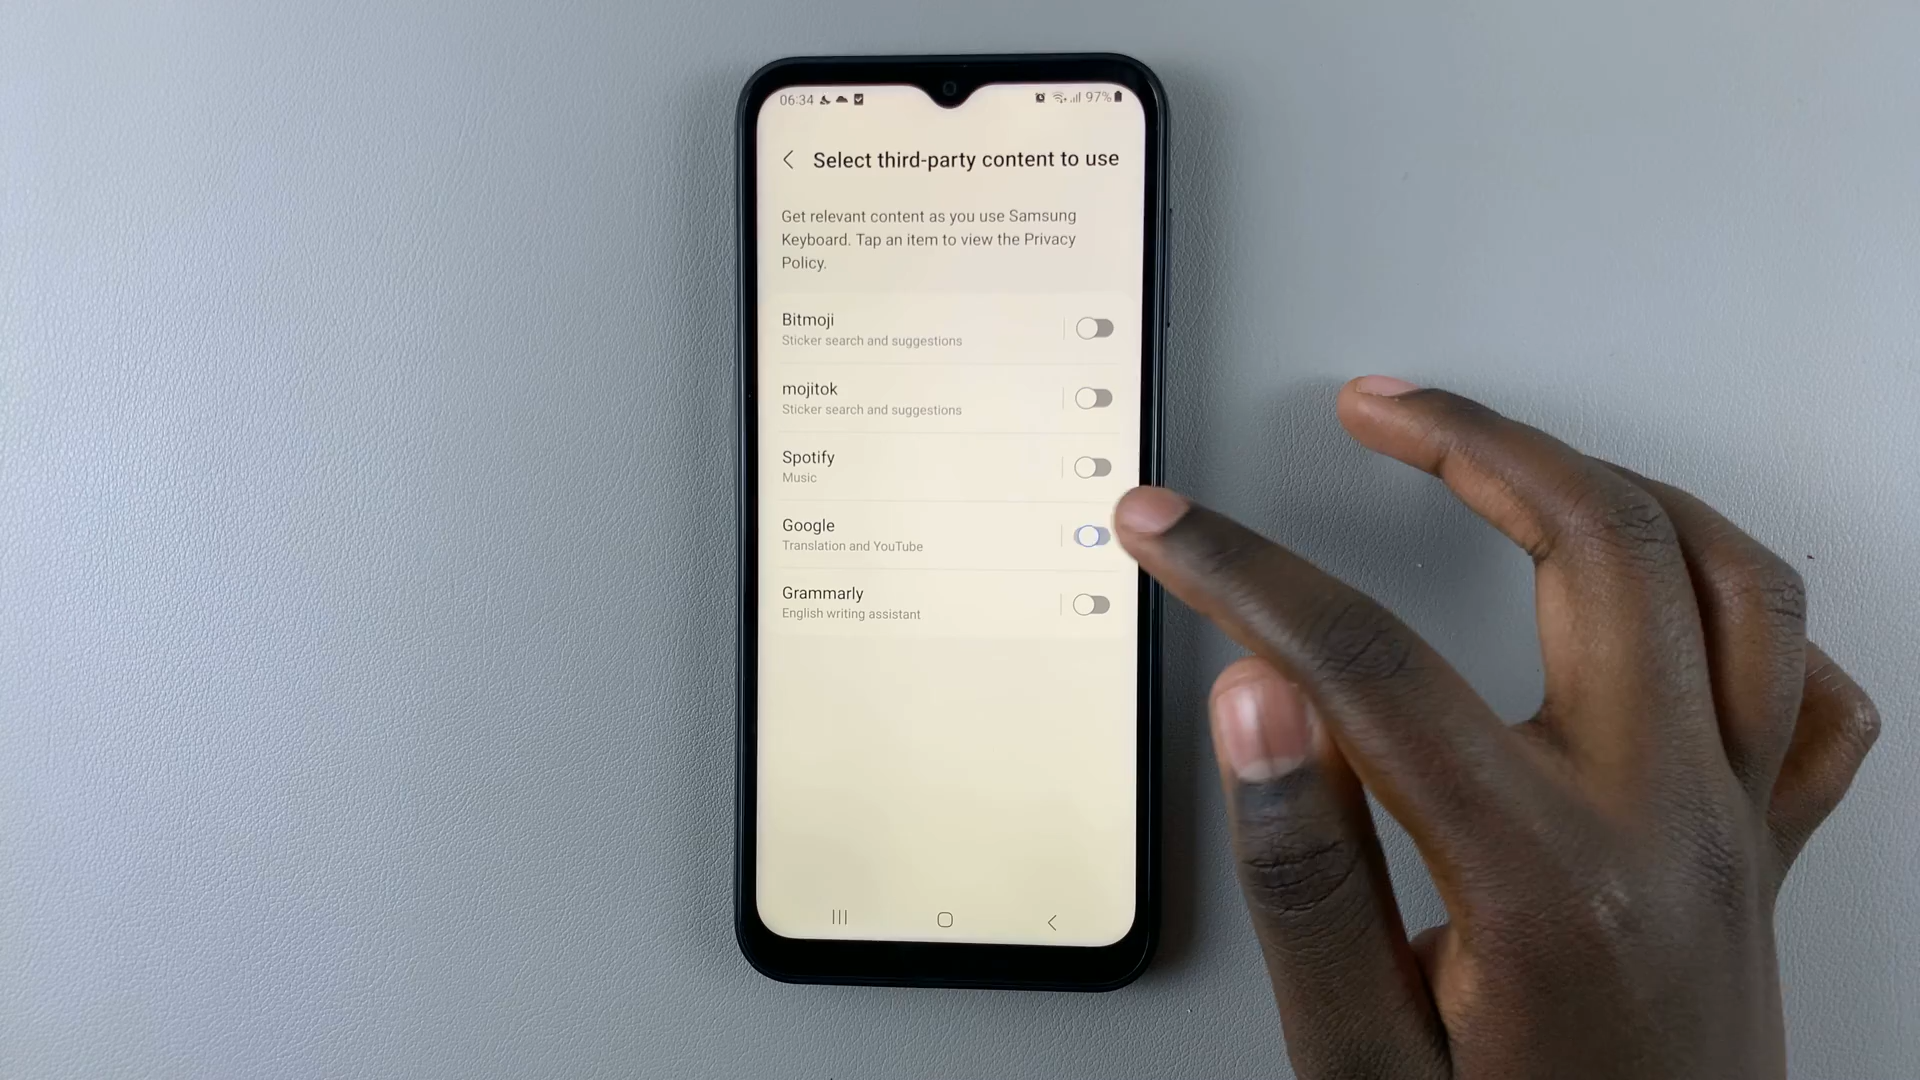 06:34 97%
Select third-party content to use
Get relevant content as you use Samsung
Keyboard. Tap an item to view the Privacy
Policy.
Bitmoji
Sticker search and suggestions
mojitok
Sticker search and suggestions
Spotify
Music
Google
Translation and YouTube
Grammarly
English writing assistant